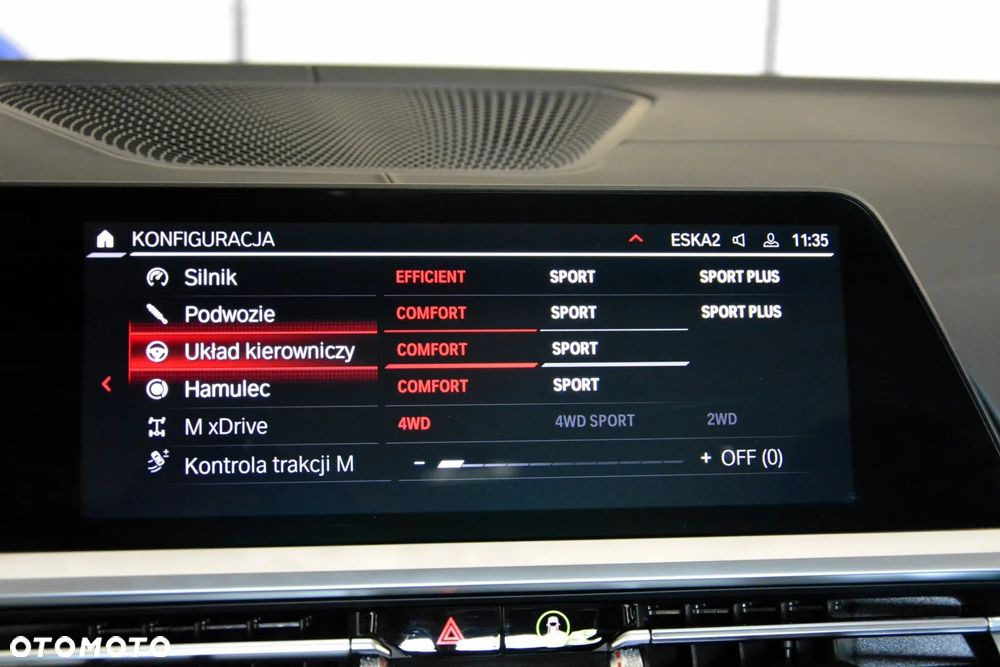 KONFIGURACJA ESKA2 11:35
Silnik EFFICIENT SPORT SPORT PLUS
Podwozie COMFORT SPORT SPORT PLUS
Układ kierowniczy COMFORT SPORT
Hamulec COMFORT SPORT
M xDrive 4WD 4WD SPORT 2WD
Kontrola trakcji M - + OFF (0)
OTOMOTO